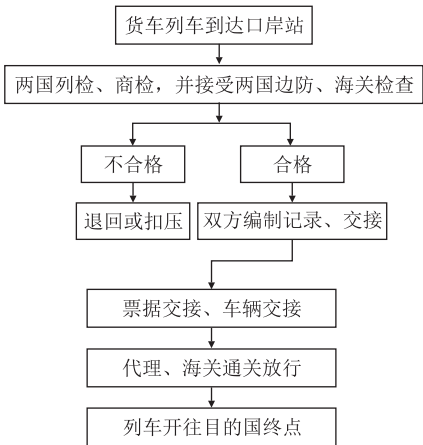 货车列车到达口岸站
两国列检、商检，并接受两国边防、海关检查
不合格
合格
退回或扣压
双方编制记录、交接
票据交接、车辆交接
代理、海关通关放行
列车开往目的国终点